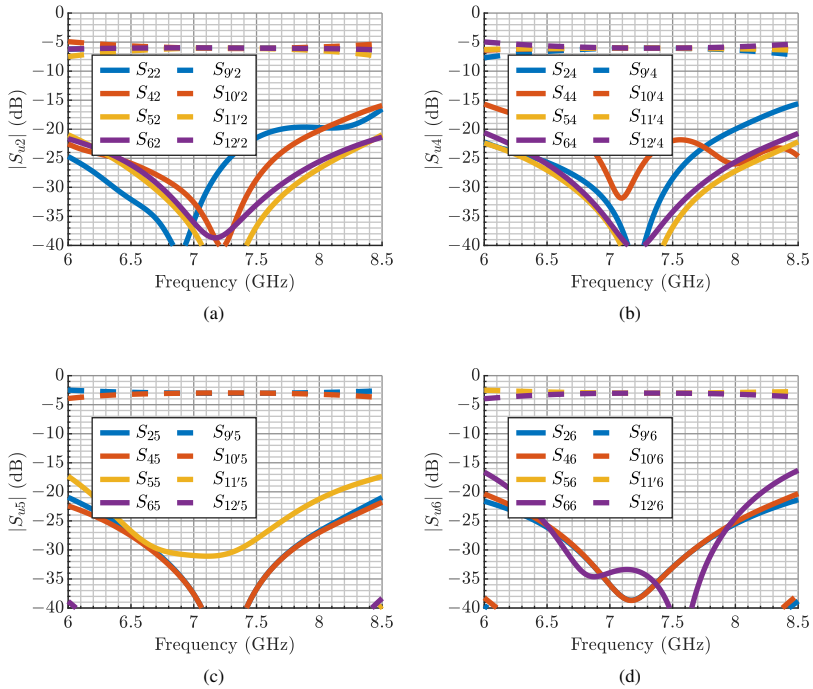 0
−5
−10
−15
−20
−25
−30
−35
−40
6
6.5
7
7.5
8
8.5
|S_{u2}| (dB)
Frequency (GHz)
S_{22} S_{9′2}
S_{42} S_{10′2}
S_{52} S_{11′2}
S_{62} S_{12′2}
(a)
0
−5
−10
−15
−20
−25
−30
−35
−40
6
6.5
7
7.5
8
8.5
|S_{u4}| (dB)
Frequency (GHz)
S_{24} S_{9′4}
S_{44} S_{10′4}
S_{54} S_{11′4}
S_{64} S_{12′4}
(b)
0
−5
−10
−15
−20
−25
−30
−35
−40
6
6.5
7
7.5
8
8.5
|S_{u5}| (dB)
Frequency (GHz)
S_{25} S_{9′5}
S_{45} S_{10′5}
S_{55} S_{11′5}
S_{65} S_{12′5}
(c)
0
−5
−10
−15
−20
−25
−30
−35
−40
6
6.5
7
7.5
8
8.5
|S_{u6}| (dB)
Frequency (GHz)
S_{26} S_{9′6}
S_{46} S_{10′6}
S_{56} S_{11′6}
S_{66} S_{12′6}
(d)